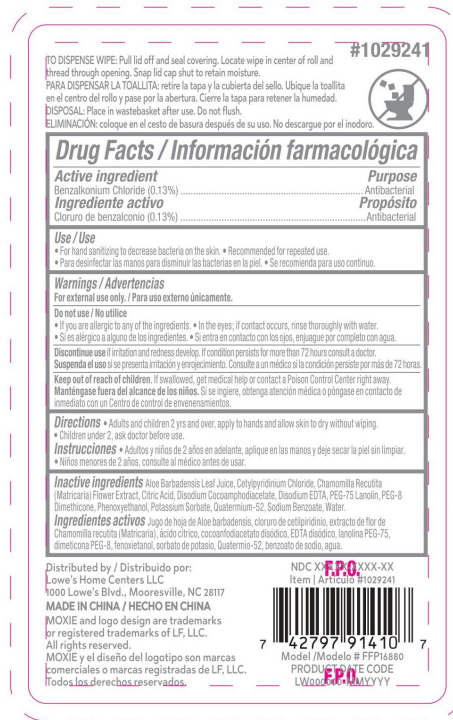 #1029241
TO DISPENSE WIPE: Pull lid off and seal covering. Locate wipe in center of roll and
thread through opening. Snap lid cap shut to retain moisture.
PARA DISPENSAR LA TOALLITA: retire la tapa y la cubierta del sello. Ubique la toallita
en el centro del rollo y pase por la abertura. Cierre la tapa para retener la humedad.
DISPOSAL: Place in wastebasket after use. Do not flush.
ELIMINACIÓN: coloque en el cesto de basura después de su uso. No descargue por el inodoro.
Drug Facts / Información farmacológica
Active ingredient Purpose
Benzalkonium Chloride (0.13%) ........ Antibacterial
Ingrediente activo Propósito
Cloruro de benzalconio (0.13%) ........ Antibacterial
Use / Use
• For hand sanitizing to decrease bacteria on the skin. • Recommended for repeated use.
• Para desinfectar las manos para disminuir las bacterias en la piel. • Se recomienda para uso continuo.
Warnings / Advertencias
For external use only. / Para uso externo únicamente.
Do not use / No utilice
• If you are allergic to any of the ingredients. • In the eyes; if contact occurs, rinse thoroughly with water.
• Si es alérgico a alguno de los ingredientes. • Si entra en contacto con los ojos, enjuague por completo con agua.
Discontinue use if irritation and redness develop. If condition persists for more than 72 hours consult a doctor.
Suspenda el uso si se presenta irritación y enrojecimiento. Consulte a un médico si la condición persiste por más de 72 horas.
Keep out of reach of children. If swallowed, get medical help or contact a Poison Control Center right away.
Manténgase fuera del alcance de los niños. Si se ingiere, obtenga atención médica o póngase en contacto de
inmediato con un Centro de control de envenenamientos.
Directions • Adults and children 2 yrs and over, apply to hands and allow skin to dry without wiping.
• Children under 2, ask doctor before use.
Instrucciones • Adultos y niños de 2 años en adelante, aplique en las manos y deje secar la piel sin limpiar.
• Niños menores de 2 años, consulte al médico antes de usar.
Inactive ingredients Aloe Barbadensis Leaf Juice, Cetylpyridinium Chloride, Chamomilla Recutita
(Matricaria) Flower Extract, Citric Acid, Disodium Cocoamphodiacetate, Disodium EDTA, PEG-75 Lanolin, PEG-8
Dimethicone, Phenoxyethanol, Potassium Sorbate, Quaternium-52, Sodium Benzoate, Water.
Ingredientes activos Jugo de hoja de Aloe barbadensis, cloruro de cetilpiridinio, extracto de flor de
Chamomilla recutita (Matricaria), ácido cítrico, cocoanfodiacetato disódico, EDTA disódico, lanolina PEG-75,
dimeticona PEG-8, fenoxietanol, sorbato de potasio, Quaternio-52, benzoato de sodio, agua.
Distributed by / Distribuido por:
Lowe's Home Centers LLC
1000 Lowe's Blvd., Mooresville, NC 28117
MADE IN CHINA / HECHO EN CHINA
MOXIE and logo design are trademarks
or registered trademarks of LF, LLC.
All rights reserved.
MOXIE y el diseño del logotipo son marcas
comerciales o marcas registradas de LF, LLC.
Todos los derechos reservados.
F.P.O.
Item | Artículo #1029241
7 42797 91410 7
Model /Modelo # FFP16880
PRODUCT DATE CODE
F.P.O.